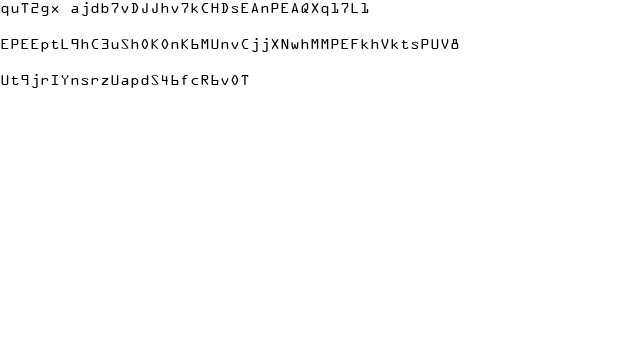 quT2gx ajdb7vDJJhv7kCHDsEAnPEAQXq17L1
EPEEptL9hC3uSh0K0nK6MUnvCjjXNwhMMPEFkhVktsPUV8
Ut9jrIYnsrzUapdS46fcR6v0T